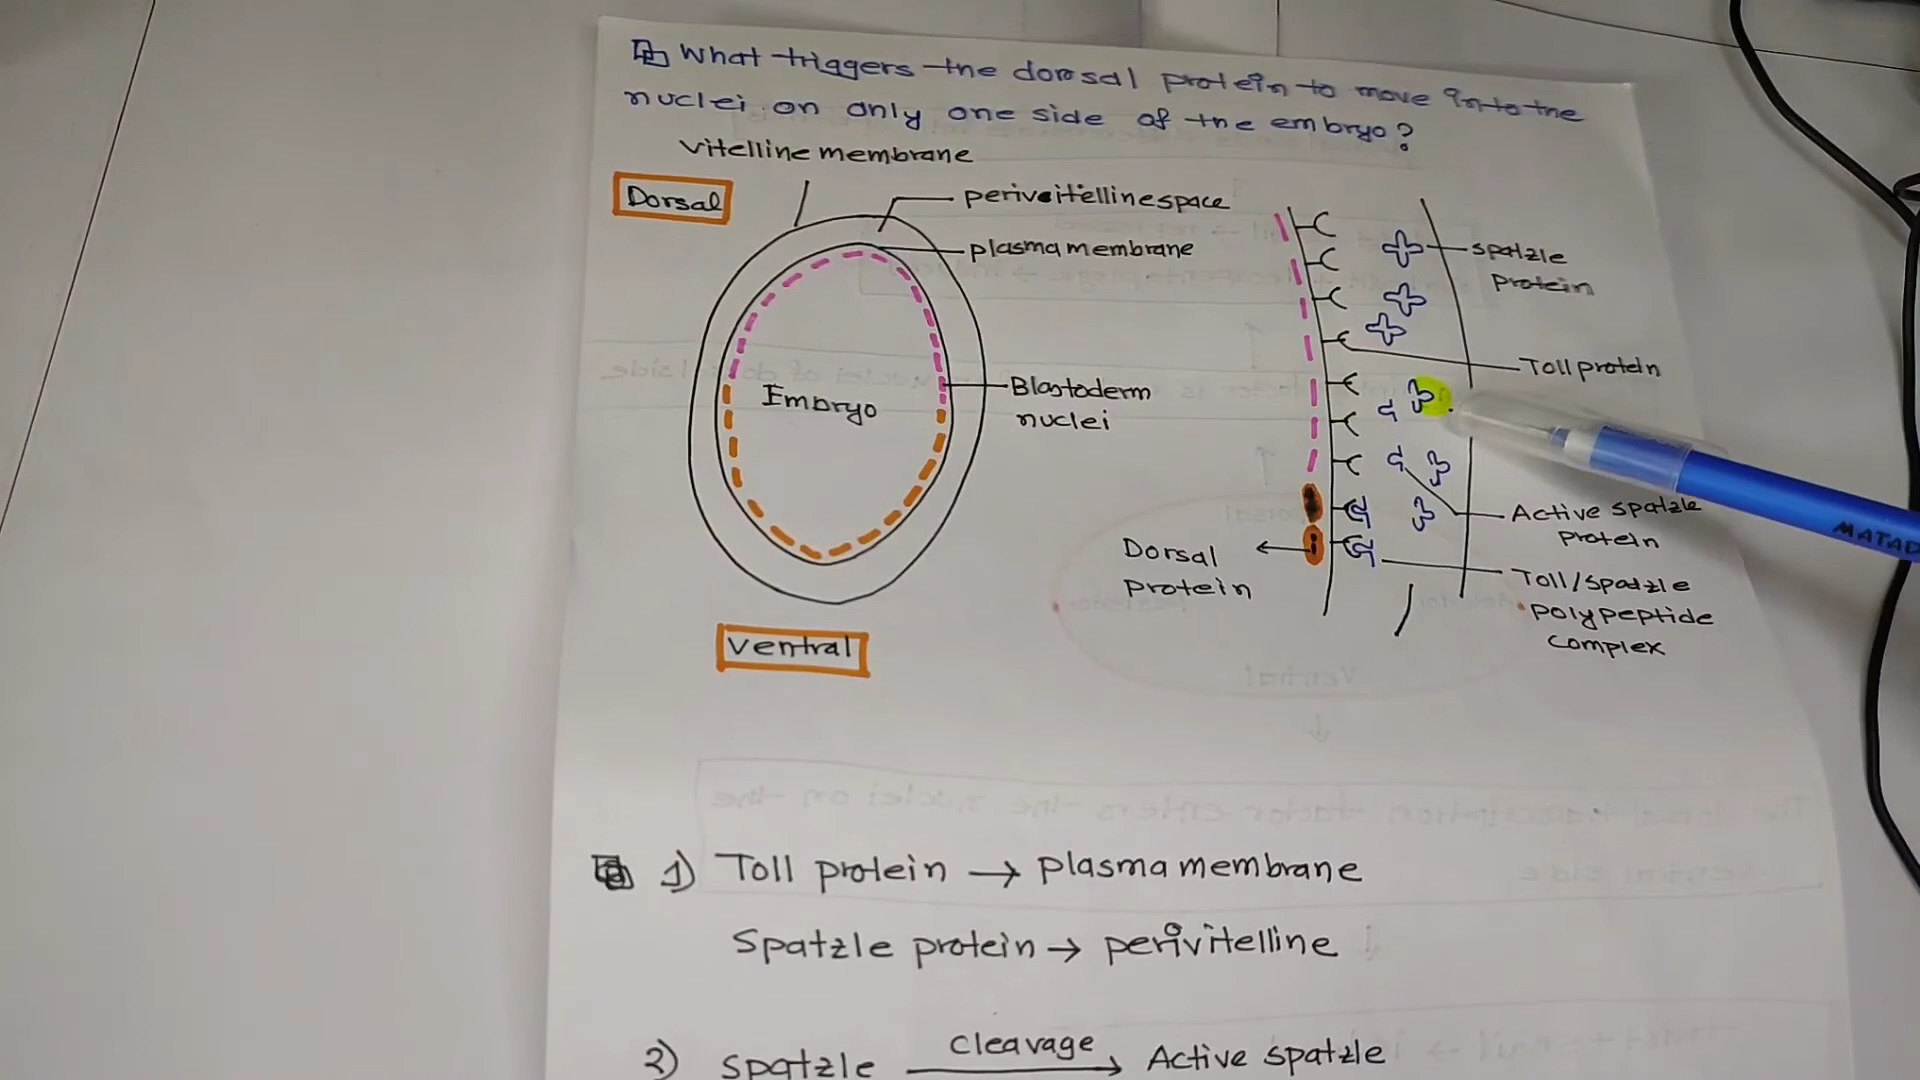 What triggers the dorsal protein to move into the
nuclei on only one side of the embryo?
Vitelline membrane
Dorsal
periveitelline space
plasma membrane
Embryo
Blastoderm
nuclei
Ventral
spatzle
protein
Toll protein
Active spatzle
protein
Dorsal
protein
Toll/spatzle
polypeptide
complex
MATAD
1) Toll protein → plasma membrane
Spatzle protein → perivitelline
2) spatzle cleavage → Active spatzle